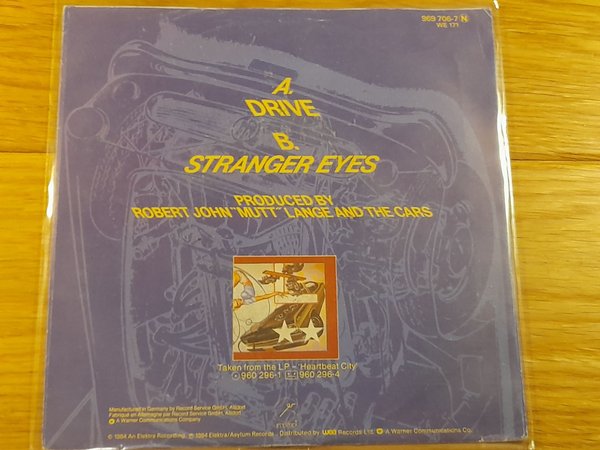 969 706-7 N
WE 171
A.
DRIVE
B.
STRANGER EYES
PRODUCED BY
ROBERT JOHN "MUTT" LANGE AND THE CARS
Taken from the LP – 'Heartbeat City'
960 296-1 960 296-4
Manufactured in Germany by Record Service GmbH, Alsdorf
Fabriqué en Allemagne par Record Service GmbH, Alsdorf
A Warner Communications Company
℗ 1984 An Elektra Recording. © 1984 Elektra/Asylum Records. Distributed by wea Records Ltd. A Warner Communications Co.